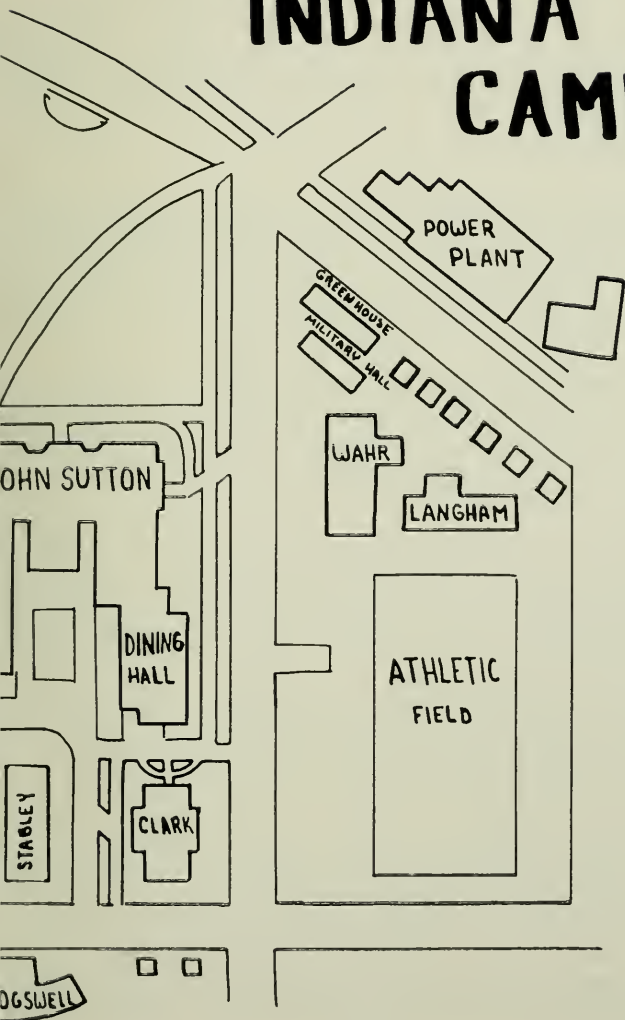 INDIANA
CAM
POWER
PLANT
GREENHOUSE
MILITARY HALL
WAHR
OHN SUTTON
LANGHAM
DINING
HALL
ATHLETIC
FIELD
STABLEY
CLARK
OGSWELL